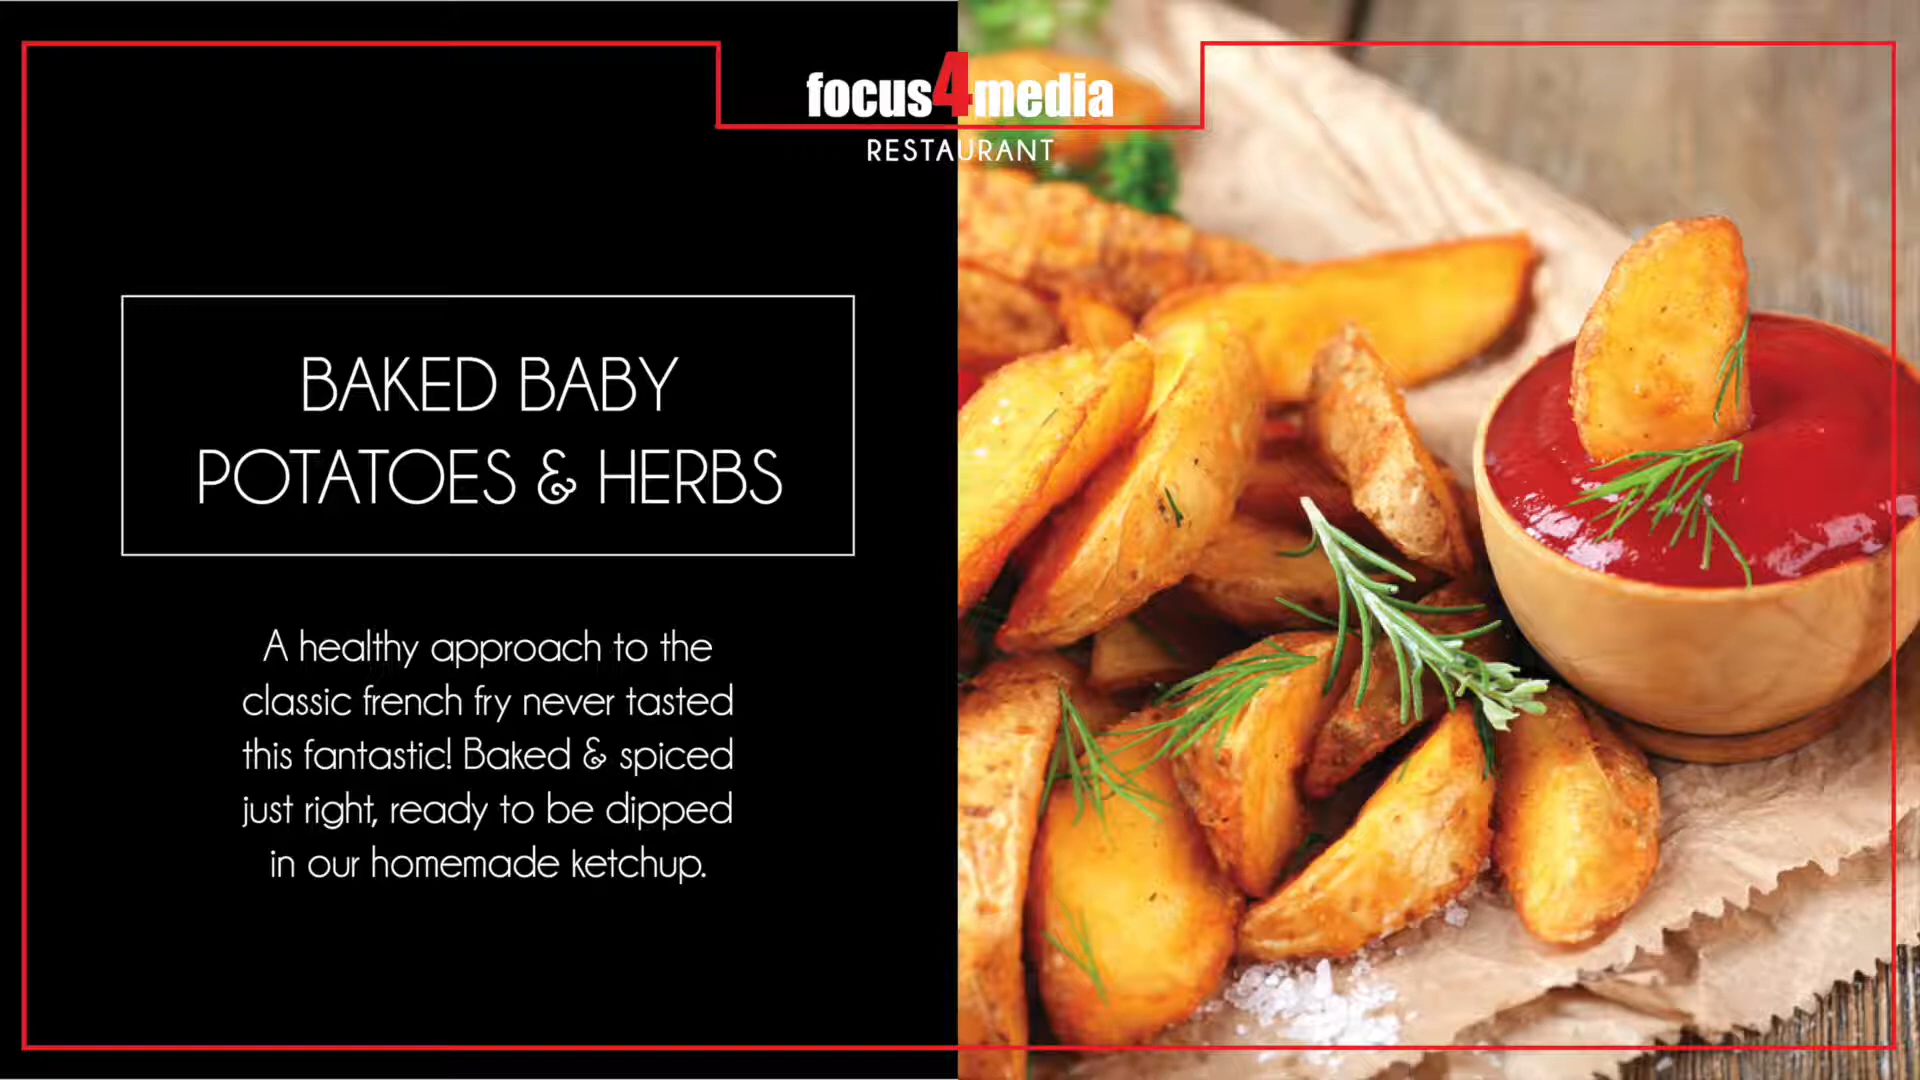 focus4media
RESTAURANT
BAKED BABY
POTATOES & HERBS
A healthy approach to the
classic french fry never tasted
this fantastic! Baked & spiced
just right, ready to be dipped
in our homemade ketchup.